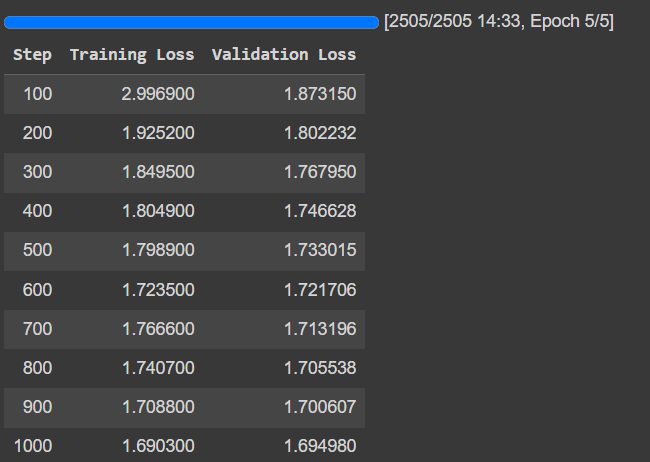 [2505/2505 14:33, Epoch 5/5]
Step Training Loss Validation Loss
100 2.996900 1.873150
200 1.925200 1.802232
300 1.849500 1.767950
400 1.804900 1.746628
500 1.798900 1.733015
600 1.723500 1.721706
700 1.766600 1.713196
800 1.740700 1.705538
900 1.708800 1.700607
1000 1.690300 1.694980